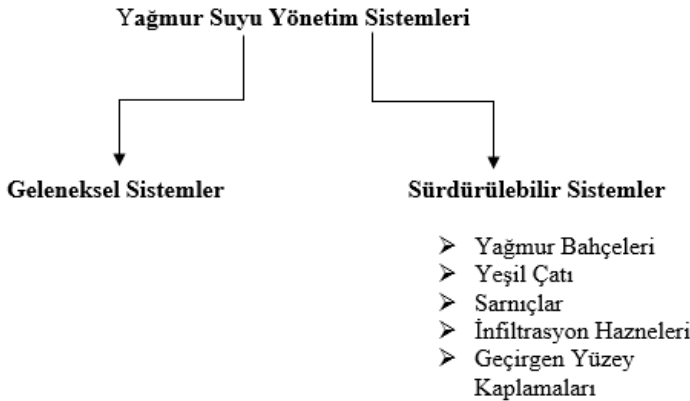 Yağmur Suyu Yönetim Sistemleri
Geleneksel Sistemler
Sürdürülebilir Sistemler
➢ Yağmur Bahçeleri
➢ Yeşil Çatı
➢ Sarnıçlar
➢ İnfiltrasyon Hazneleri
➢ Geçirgen Yüzey
Kaplamaları